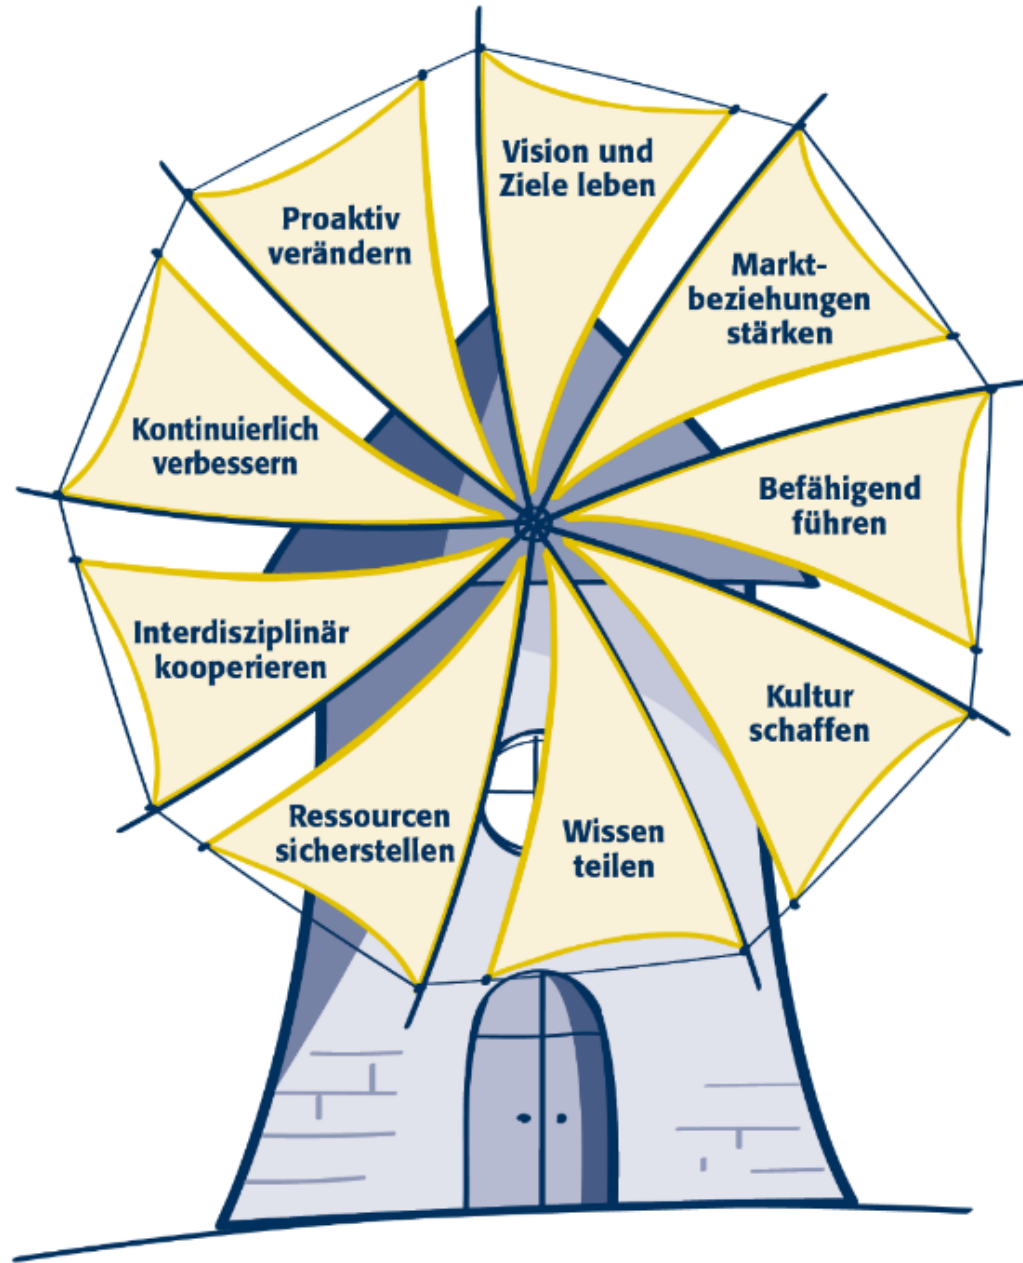 Vision und
Ziele leben
Markt-
beziehungen
stärken
Befähigend
führen
Kultur
schaffen
Wissen
teilen
Ressourcen
sicherstellen
Interdisziplinär
kooperieren
Kontinuierlich
verbessern
Proaktiv
verändern